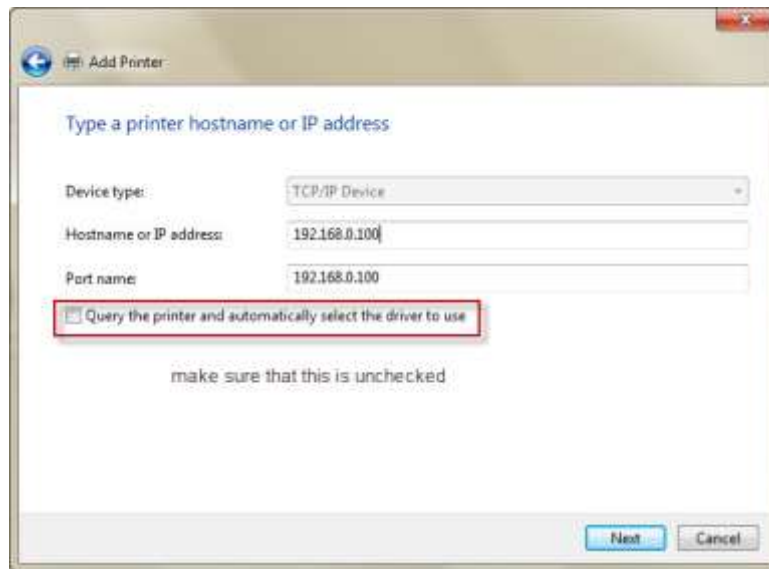 Add Printer
Type a printer hostname or IP address
Device type: TCP/IP Device
Hostname or IP address: 192.168.0.100
Port name: 192.168.0.100
Query the printer and automatically select the driver to use
make sure that this is unchecked
Next Cancel